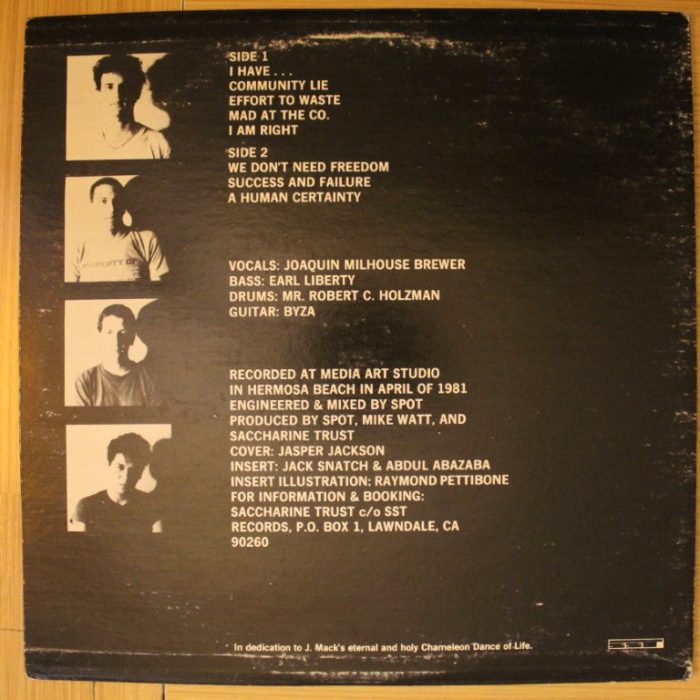 SIDE 1
I HAVE . . .
COMMUNITY LIE
EFFORT TO WASTE
MAD AT THE CO.
I AM RIGHT
SIDE 2
WE DON'T NEED FREEDOM
SUCCESS AND FAILURE
A HUMAN CERTAINTY
VOCALS: JOAQUIN MILHOUSE BREWER
BASS: EARL LIBERTY
DRUMS: MR. ROBERT C. HOLZMAN
GUITAR: BYZA
RECORDED AT MEDIA ART STUDIO
IN HERMOSA BEACH IN APRIL OF 1981
ENGINEERED & MIXED BY SPOT
PRODUCED BY SPOT, MIKE WATT, AND
SACCHARINE TRUST
COVER: JASPER JACKSON
INSERT: JACK SNATCH & ABDUL ABAZABA
INSERT ILLUSTRATION: RAYMOND PETTIBONE
FOR INFORMATION & BOOKING:
SACCHARINE TRUST c/o SST
RECORDS, P.O. BOX 1, LAWNDALE, CA
90260
In dedication to J. Mack's eternal and holy Chameleon Dance of Life.